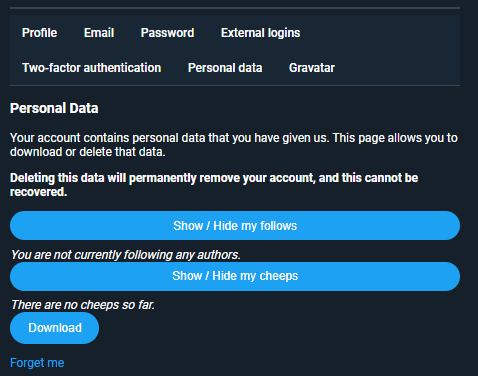 Profile Email Password External logins
Two-factor authentication Personal data Gravatar
Personal Data
Your account contains personal data that you have given us. This page allows you to
download or delete that data.
Deleting this data will permanently remove your account, and this cannot be
recovered.
Show / Hide my follows
You are not currently following any authors.
Show / Hide my cheeps
There are no cheeps so far.
Download
Forget me